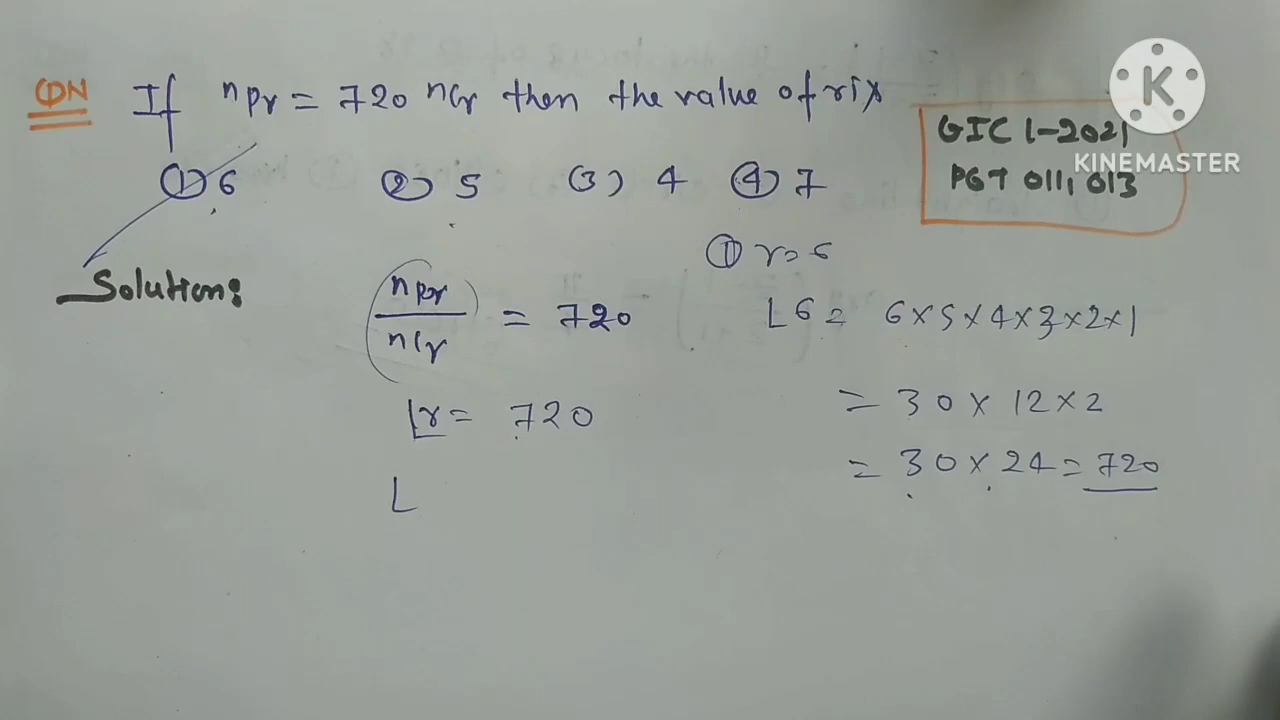 CDN If nPr = 720 nCr then the value of r is
① 6 ② 5 (3) 4 ④ 7
GIC 1-2021
PGT 011, 013
K
KINEMASTER
Solution:
① r = 6
nPr / nCr = 720
L6 = 6×5×4×3×2×1
Lr = 720
= 30 × 12 × 2
= 30 × 24 = 720
L